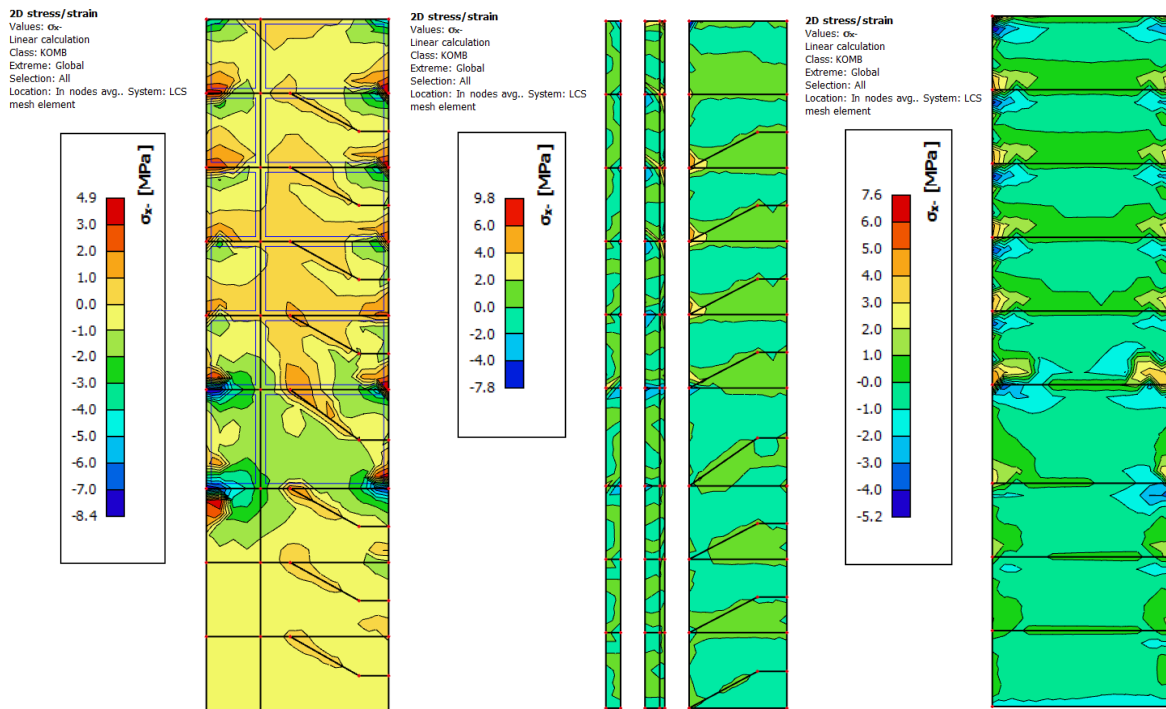 2D stress/strain
Values: σx-
Linear calculation
Class: KOMB
Extreme: Global
Selection: All
Location: In nodes avg.. System: LCS
mesh element
σx- [MPa]
4.9
3.0
2.0
1.0
0.0
-1.0
-2.0
-3.0
-4.0
-5.0
-6.0
-7.0
-8.4
2D stress/strain
Values: σx-
Linear calculation
Class: KOMB
Extreme: Global
Selection: All
Location: In nodes avg.. System: LCS
mesh element
σx- [MPa]
9.8
6.0
4.0
2.0
0.0
-2.0
-4.0
-7.8
2D stress/strain
Values: σx-
Linear calculation
Class: KOMB
Extreme: Global
Selection: All
Location: In nodes avg.. System: LCS
mesh element
σx- [MPa]
7.6
6.0
5.0
4.0
3.0
2.0
1.0
-0.0
-1.0
-2.0
-3.0
-4.0
-5.2